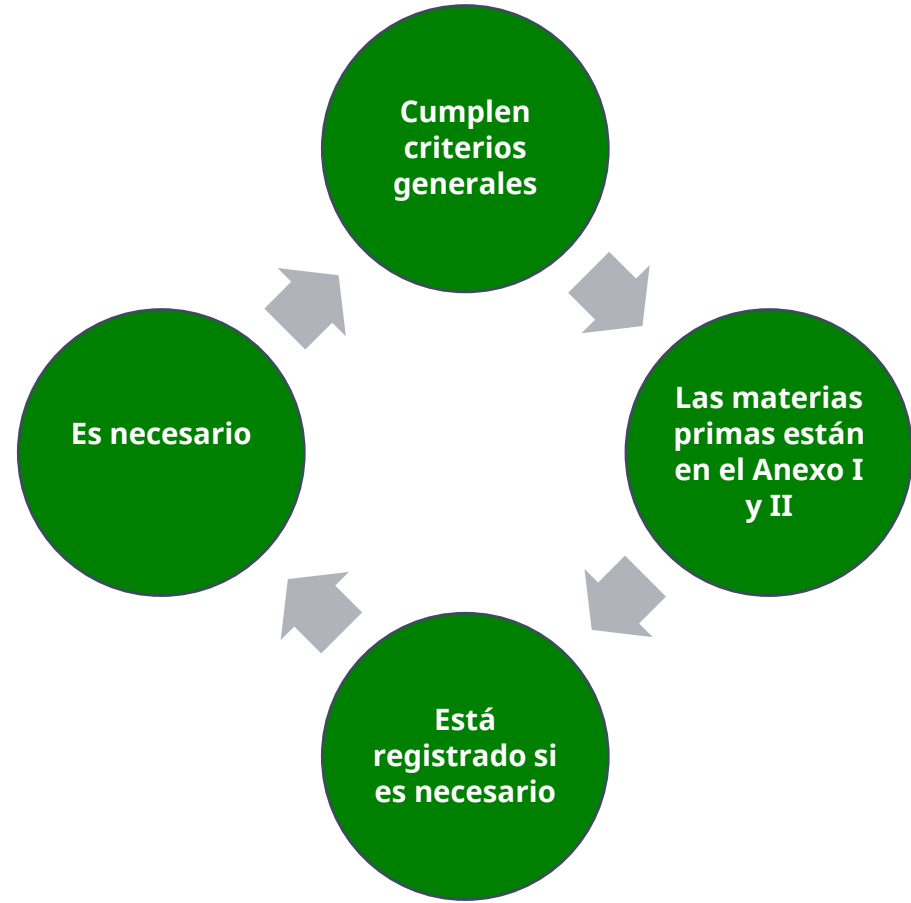 Cumplen
criterios
generales
Las materias
primas están
en el Anexo I
y II
Está
registrado si
es necesario
Es necesario